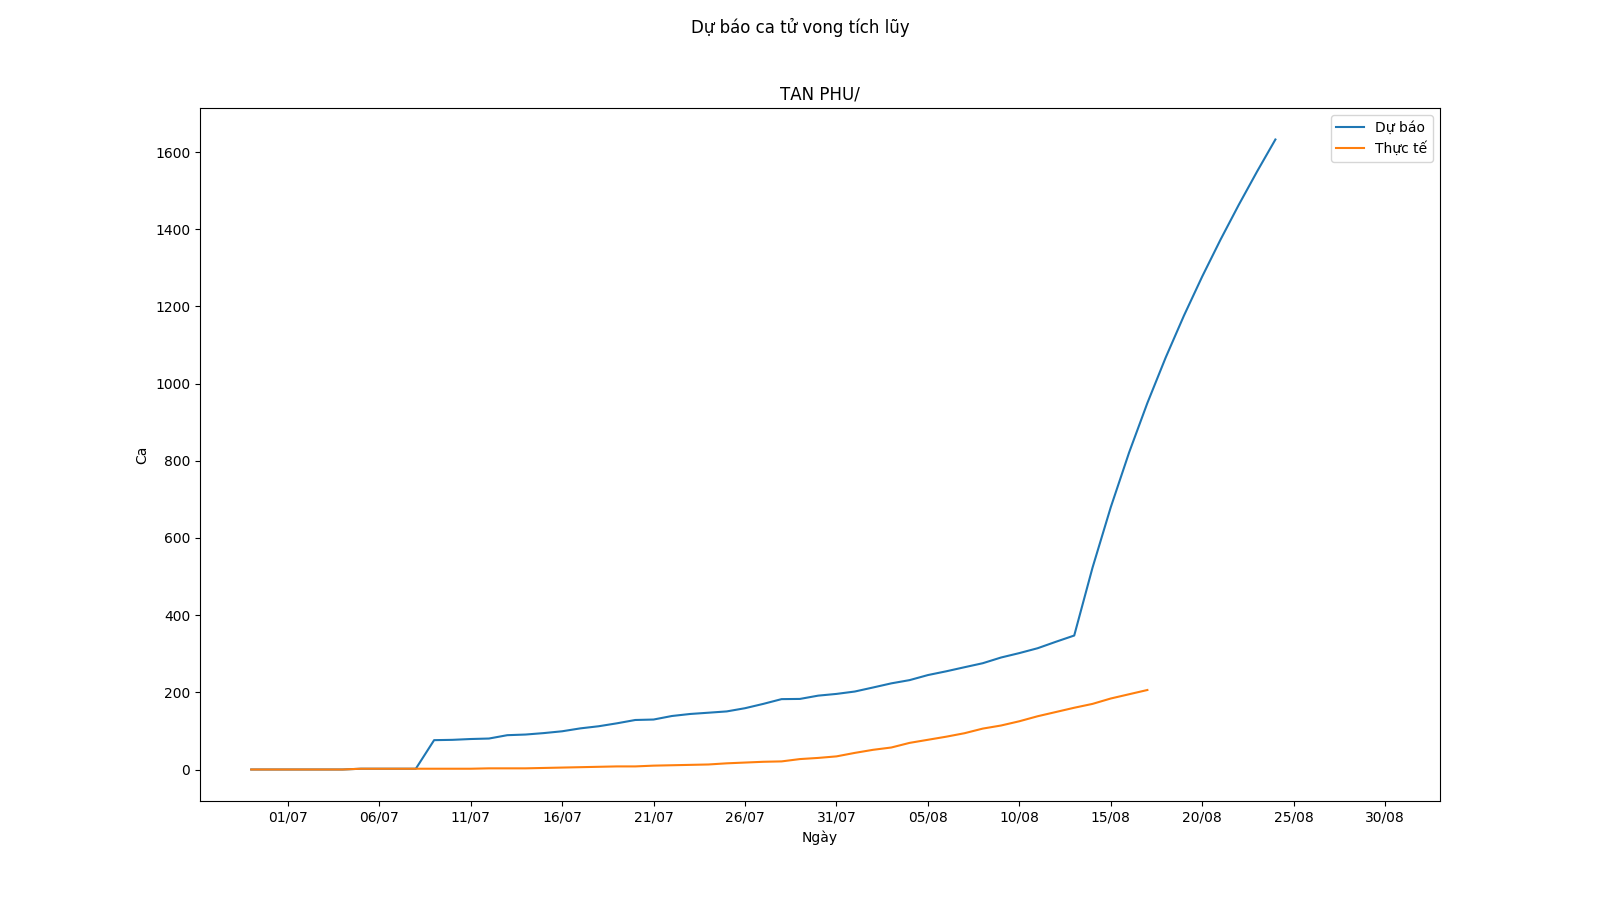 Dự báo ca tử vong tích lũy
TAN PHU/
Dự báo
Thực tế
1600
1400
1200
1000
800
600
400
200
0
Ca
01/07 06/07 11/07 16/07 21/07 26/07 31/07 05/08 10/08 15/08 20/08 25/08 30/08
Ngày